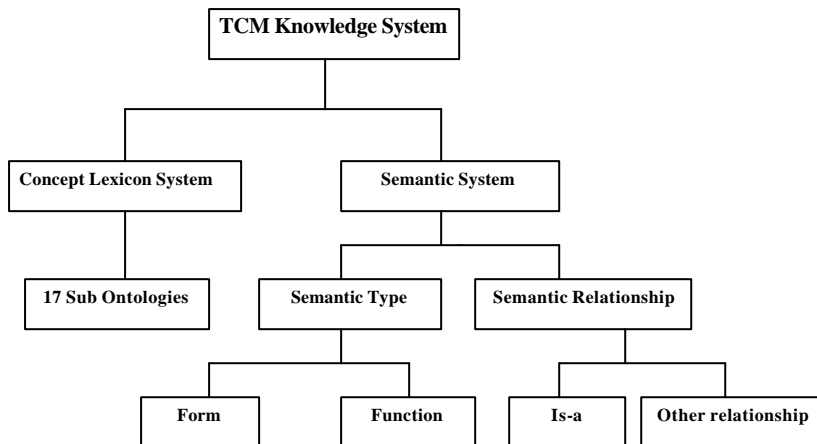 TCM Knowledge System
Concept Lexicon System
Semantic System
17 Sub Ontologies
Semantic Type
Semantic Relationship
Form
Function
Is-a
Other relationship